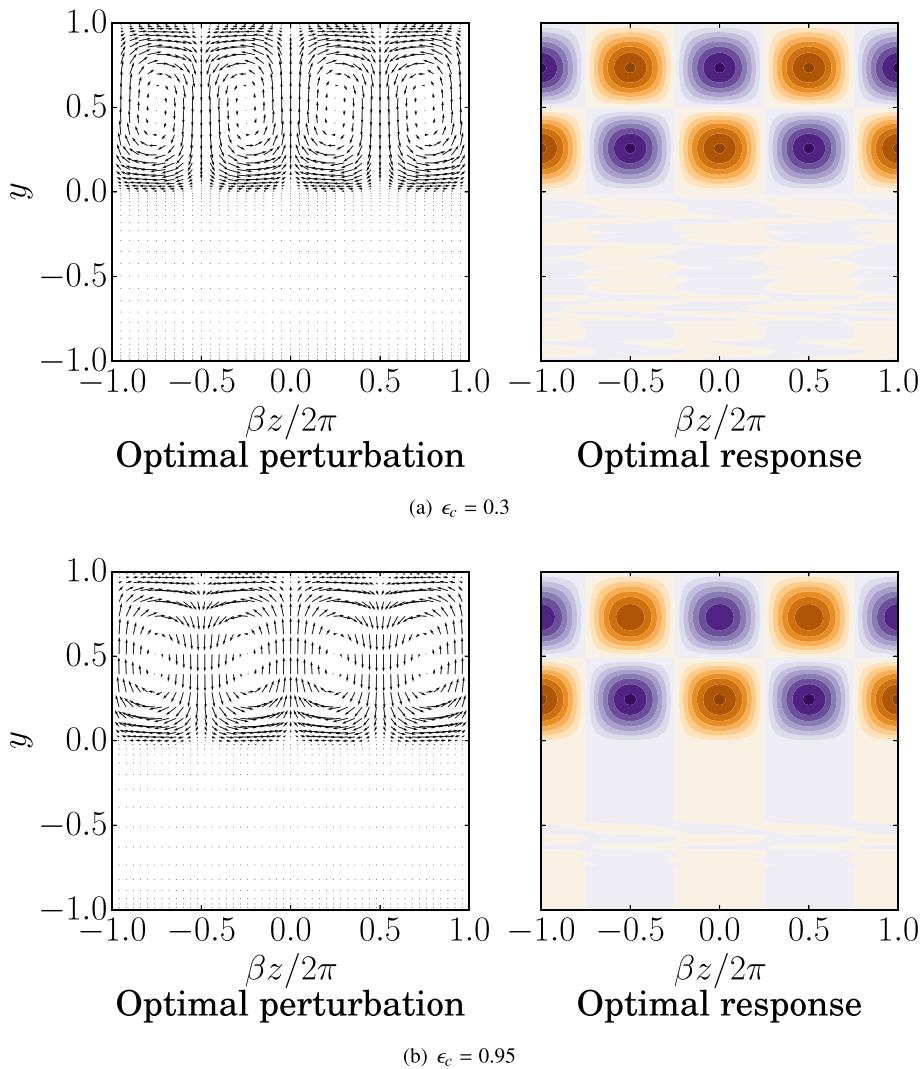 1.0
0.5
0.0
−0.5
−1.0
y
−1.0 −0.5 0.0 0.5 1.0
−1.0 −0.5 0.0 0.5 1.0
βz/2π
βz/2π
Optimal perturbation
Optimal response
(a) ϵc = 0.3
1.0
0.5
0.0
−0.5
−1.0
y
−1.0 −0.5 0.0 0.5 1.0
−1.0 −0.5 0.0 0.5 1.0
βz/2π
βz/2π
Optimal perturbation
Optimal response
(b) ϵc = 0.95